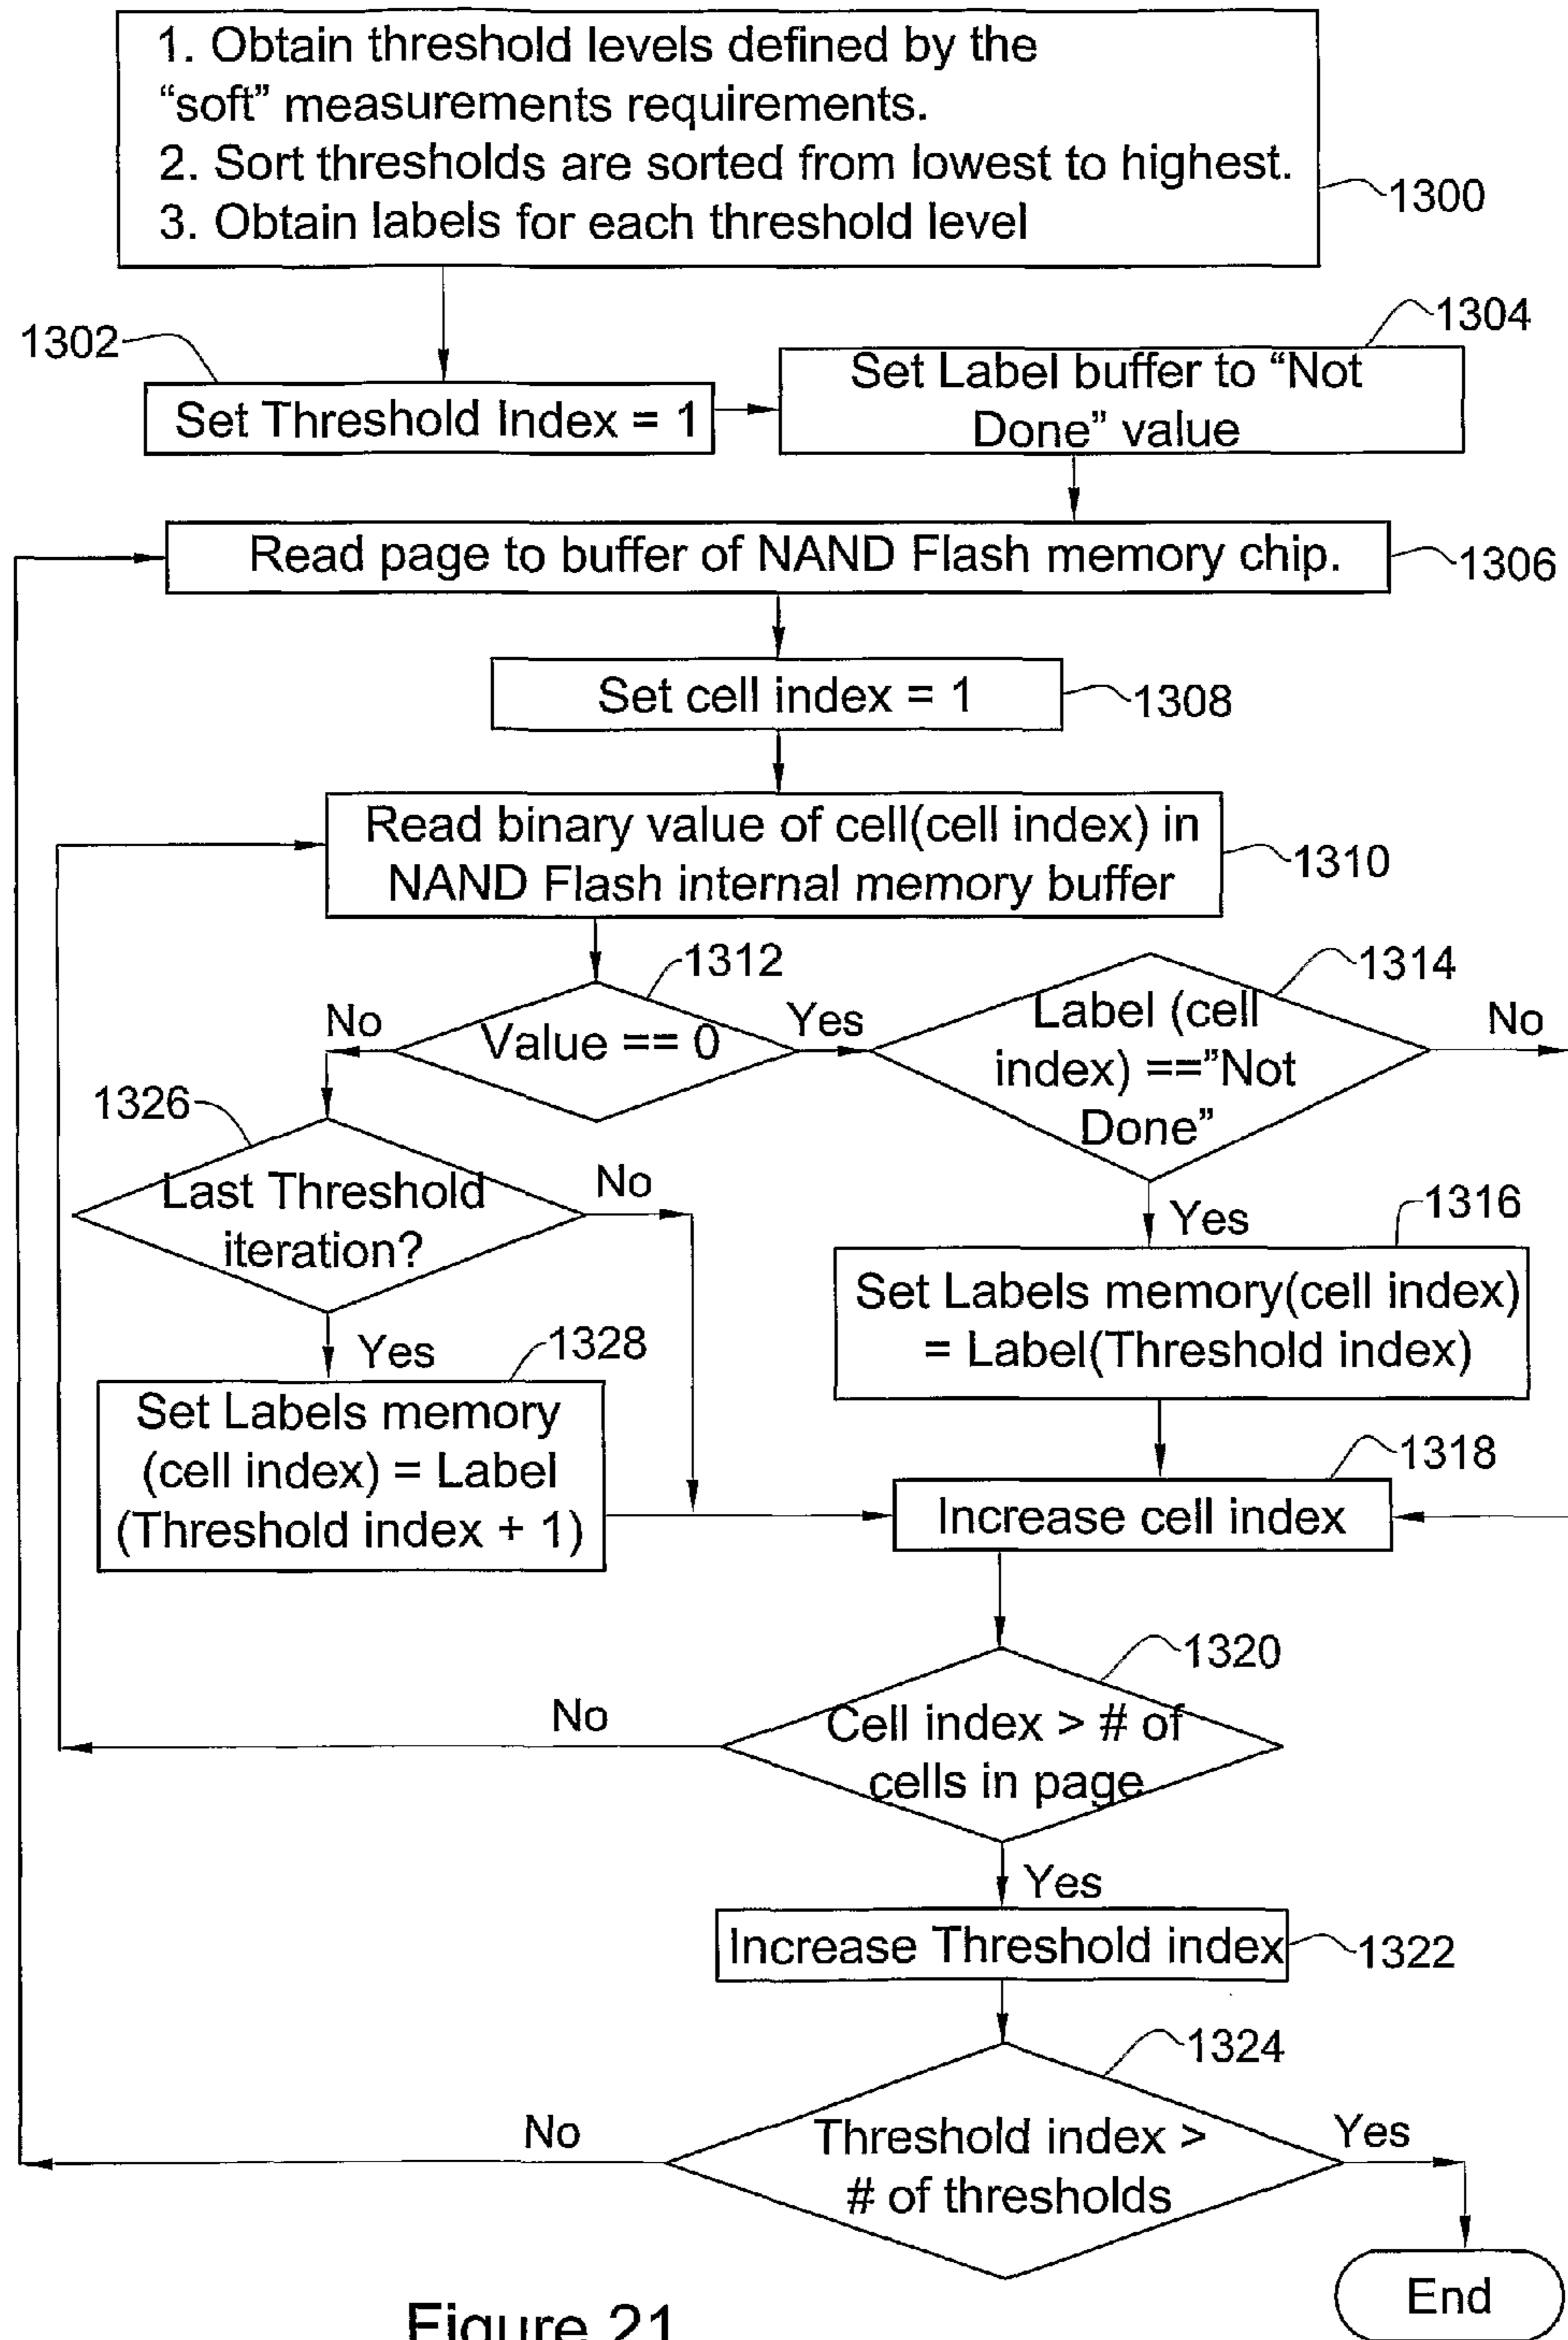 1. Obtain threshold levels defined by the
“soft” measurements requirements.
2. Sort thresholds are sorted from lowest to highest.
3. Obtain labels for each threshold level
1300
1302
1304
Set Threshold Index = 1
Set Label buffer to “Not
Done” value
Read page to buffer of NAND Flash memory chip.
1306
Set cell index = 1
1308
Read binary value of cell(cell index) in
NAND Flash internal memory buffer
1310
1312
1314
No
Value == 0
Yes
Label (cell
index) ==”Not
Done”
No
1326
Last Threshold
iteration?
No
Yes
1316
Set Labels memory(cell index)
= Label(Threshold index)
Yes
1328
Set Labels memory
(cell index) = Label
(Threshold index + 1)
1318
Increase cell index
1320
No
Cell index > # of
cells in page
Yes
Increase Threshold index
1322
1324
No
Threshold index >
# of thresholds
Yes
End
Figure 21